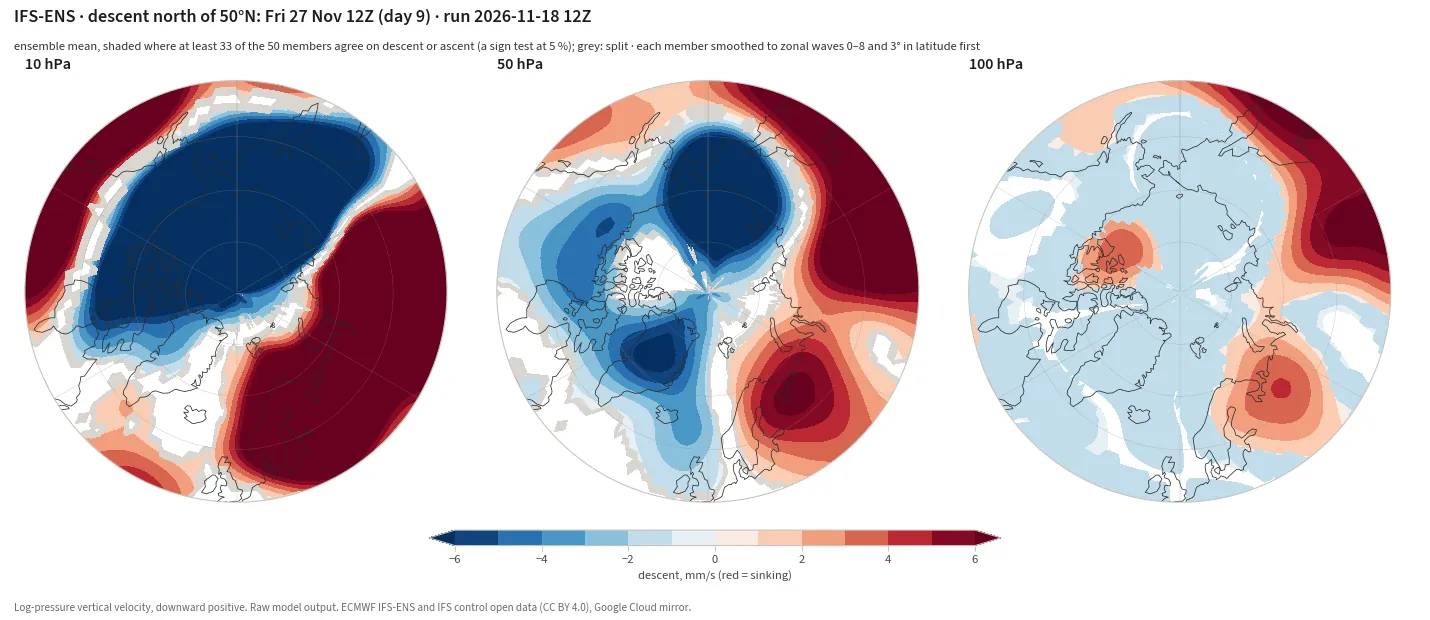 IFS-ENS · descent north of 50°N: Fri 27 Nov 12Z (day 9) · run 2026-11-18 12Z
ensemble mean, shaded where at least 33 of the 50 members agree on descent or ascent (a sign test at 5 %); grey: split · each member smoothed to zonal waves 0–8 and 3° in latitude first
10 hPa
50 hPa
100 hPa
−6 −4 −2 0 2 4 6
descent, mm/s (red = sinking)
Log-pressure vertical velocity, downward positive. Raw model output. ECMWF IFS-ENS and IFS control open data (CC BY 4.0), Google Cloud mirror.